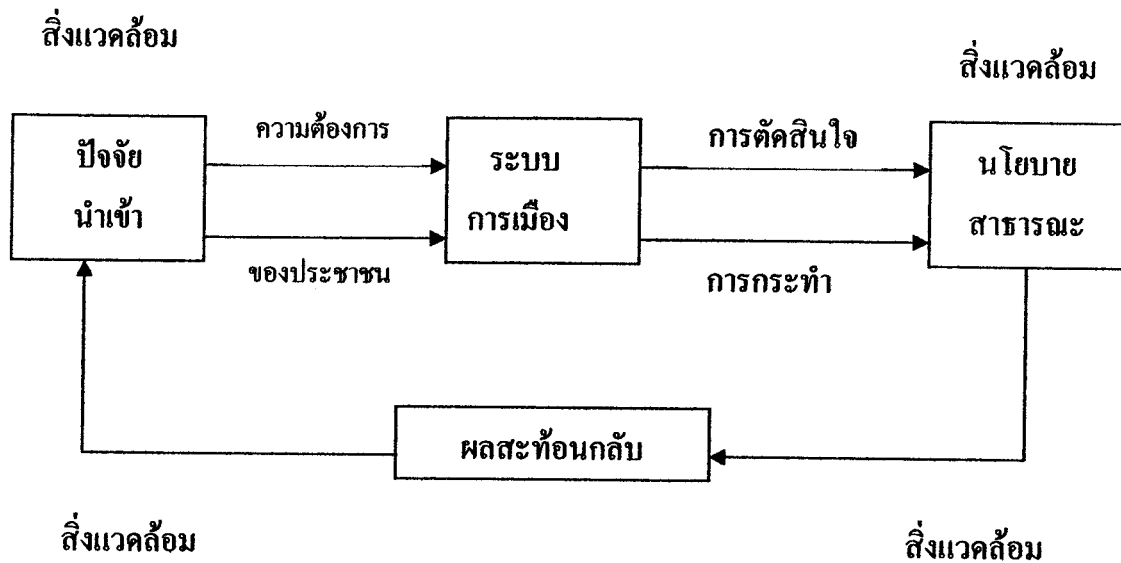 สิ่งแวดล้อม
สิ่งแวดล้อม
ปัจจัย
นำเข้า
ความต้องการ
ของประชาชน
ระบบ
การเมือง
การตัดสินใจ
การกระทำ
นโยบาย
สาธารณะ
ผลสะท้อนกลับ
สิ่งแวดล้อม
สิ่งแวดล้อม